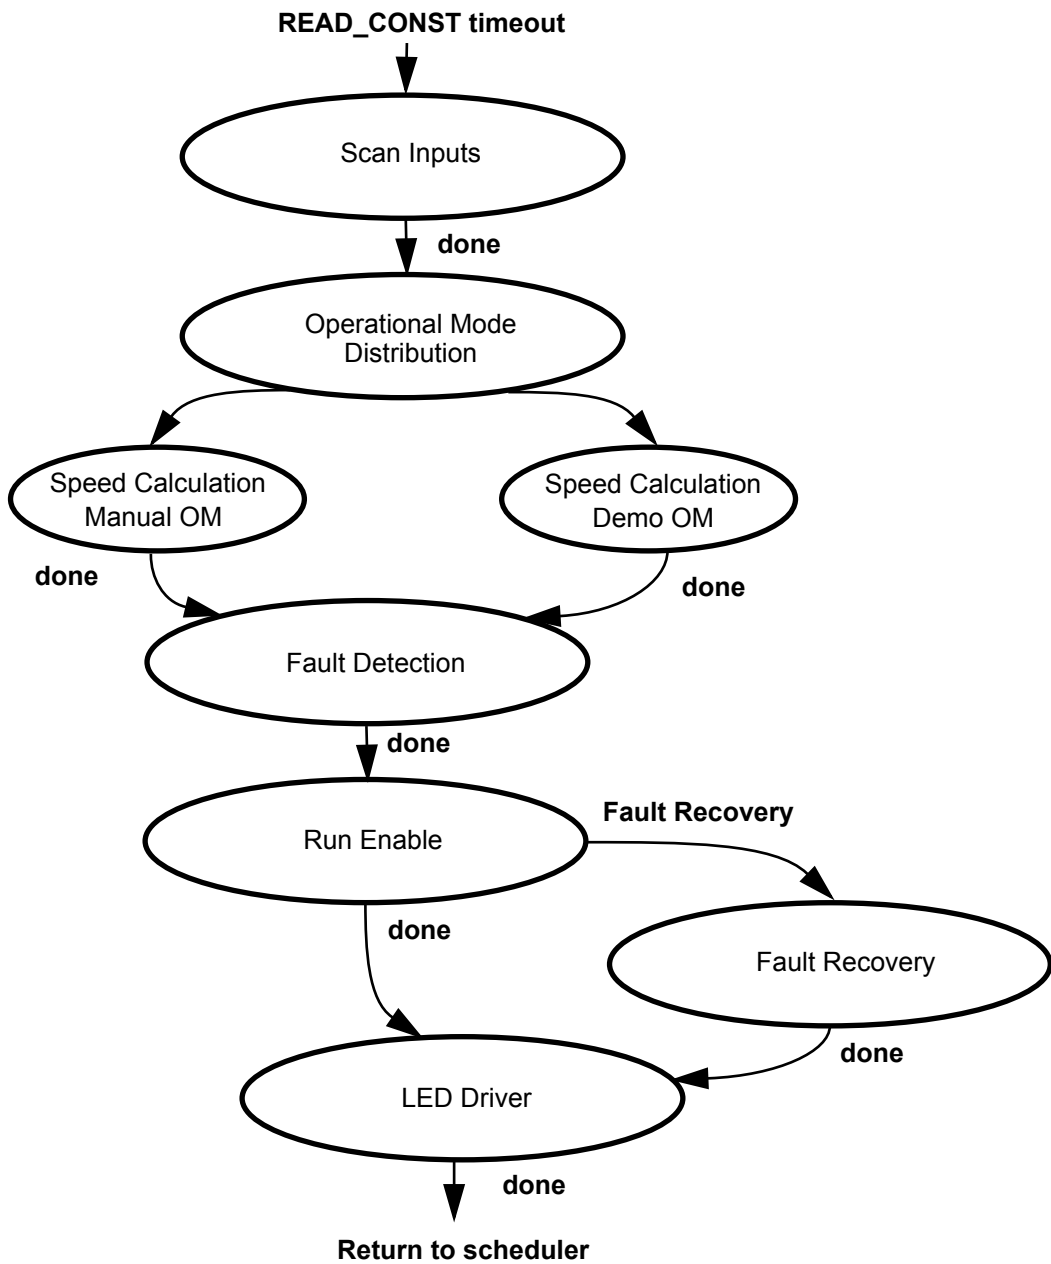 READ_CONST timeout
Scan Inputs
done
Operational Mode
Distribution
Speed Calculation
Manual OM
Speed Calculation
Demo OM
done
done
Fault Detection
done
Run Enable
Fault Recovery
done
Fault Recovery
done
LED Driver
done
Return to scheduler